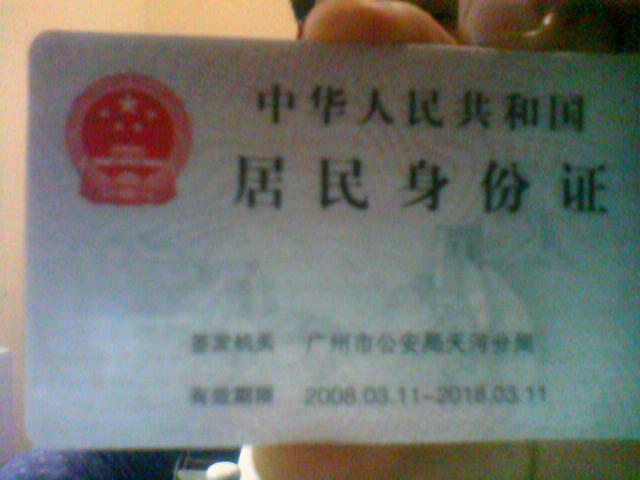 中华人民共和国
居民身份证
签发机关 广州市公安局天河分局
有效期限 2008.03.11-2018.03.11